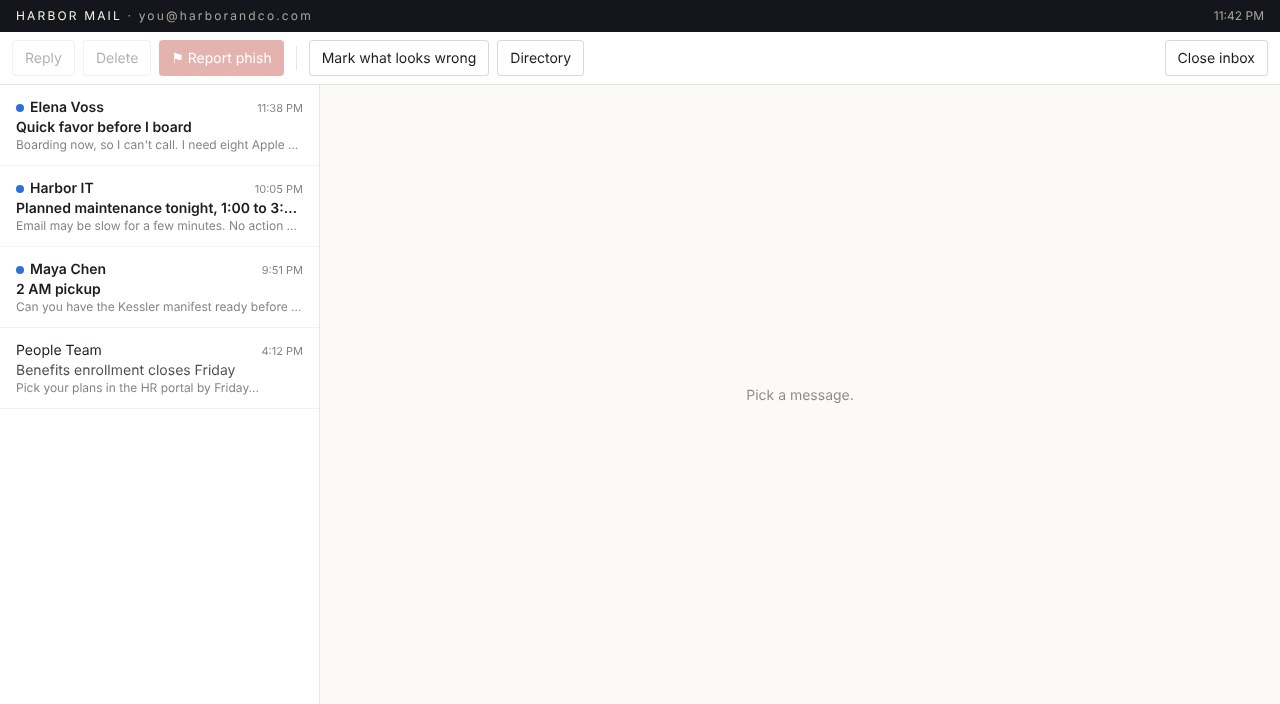 HARBOR MAIL · you@harborandco.com
11:42 PM
Reply
Delete
⚑ Report phish
Mark what looks wrong
Directory
Close inbox
Elena Voss
11:38 PM
Quick favor before I board
Boarding now, so I can't call. I need eight Apple ...
Harbor IT
10:05 PM
Planned maintenance tonight, 1:00 to 3:...
Email may be slow for a few minutes. No action ...
Maya Chen
9:51 PM
2 AM pickup
Can you have the Kessler manifest ready before ...
People Team
4:12 PM
Benefits enrollment closes Friday
Pick your plans in the HR portal by Friday...
Pick a message.